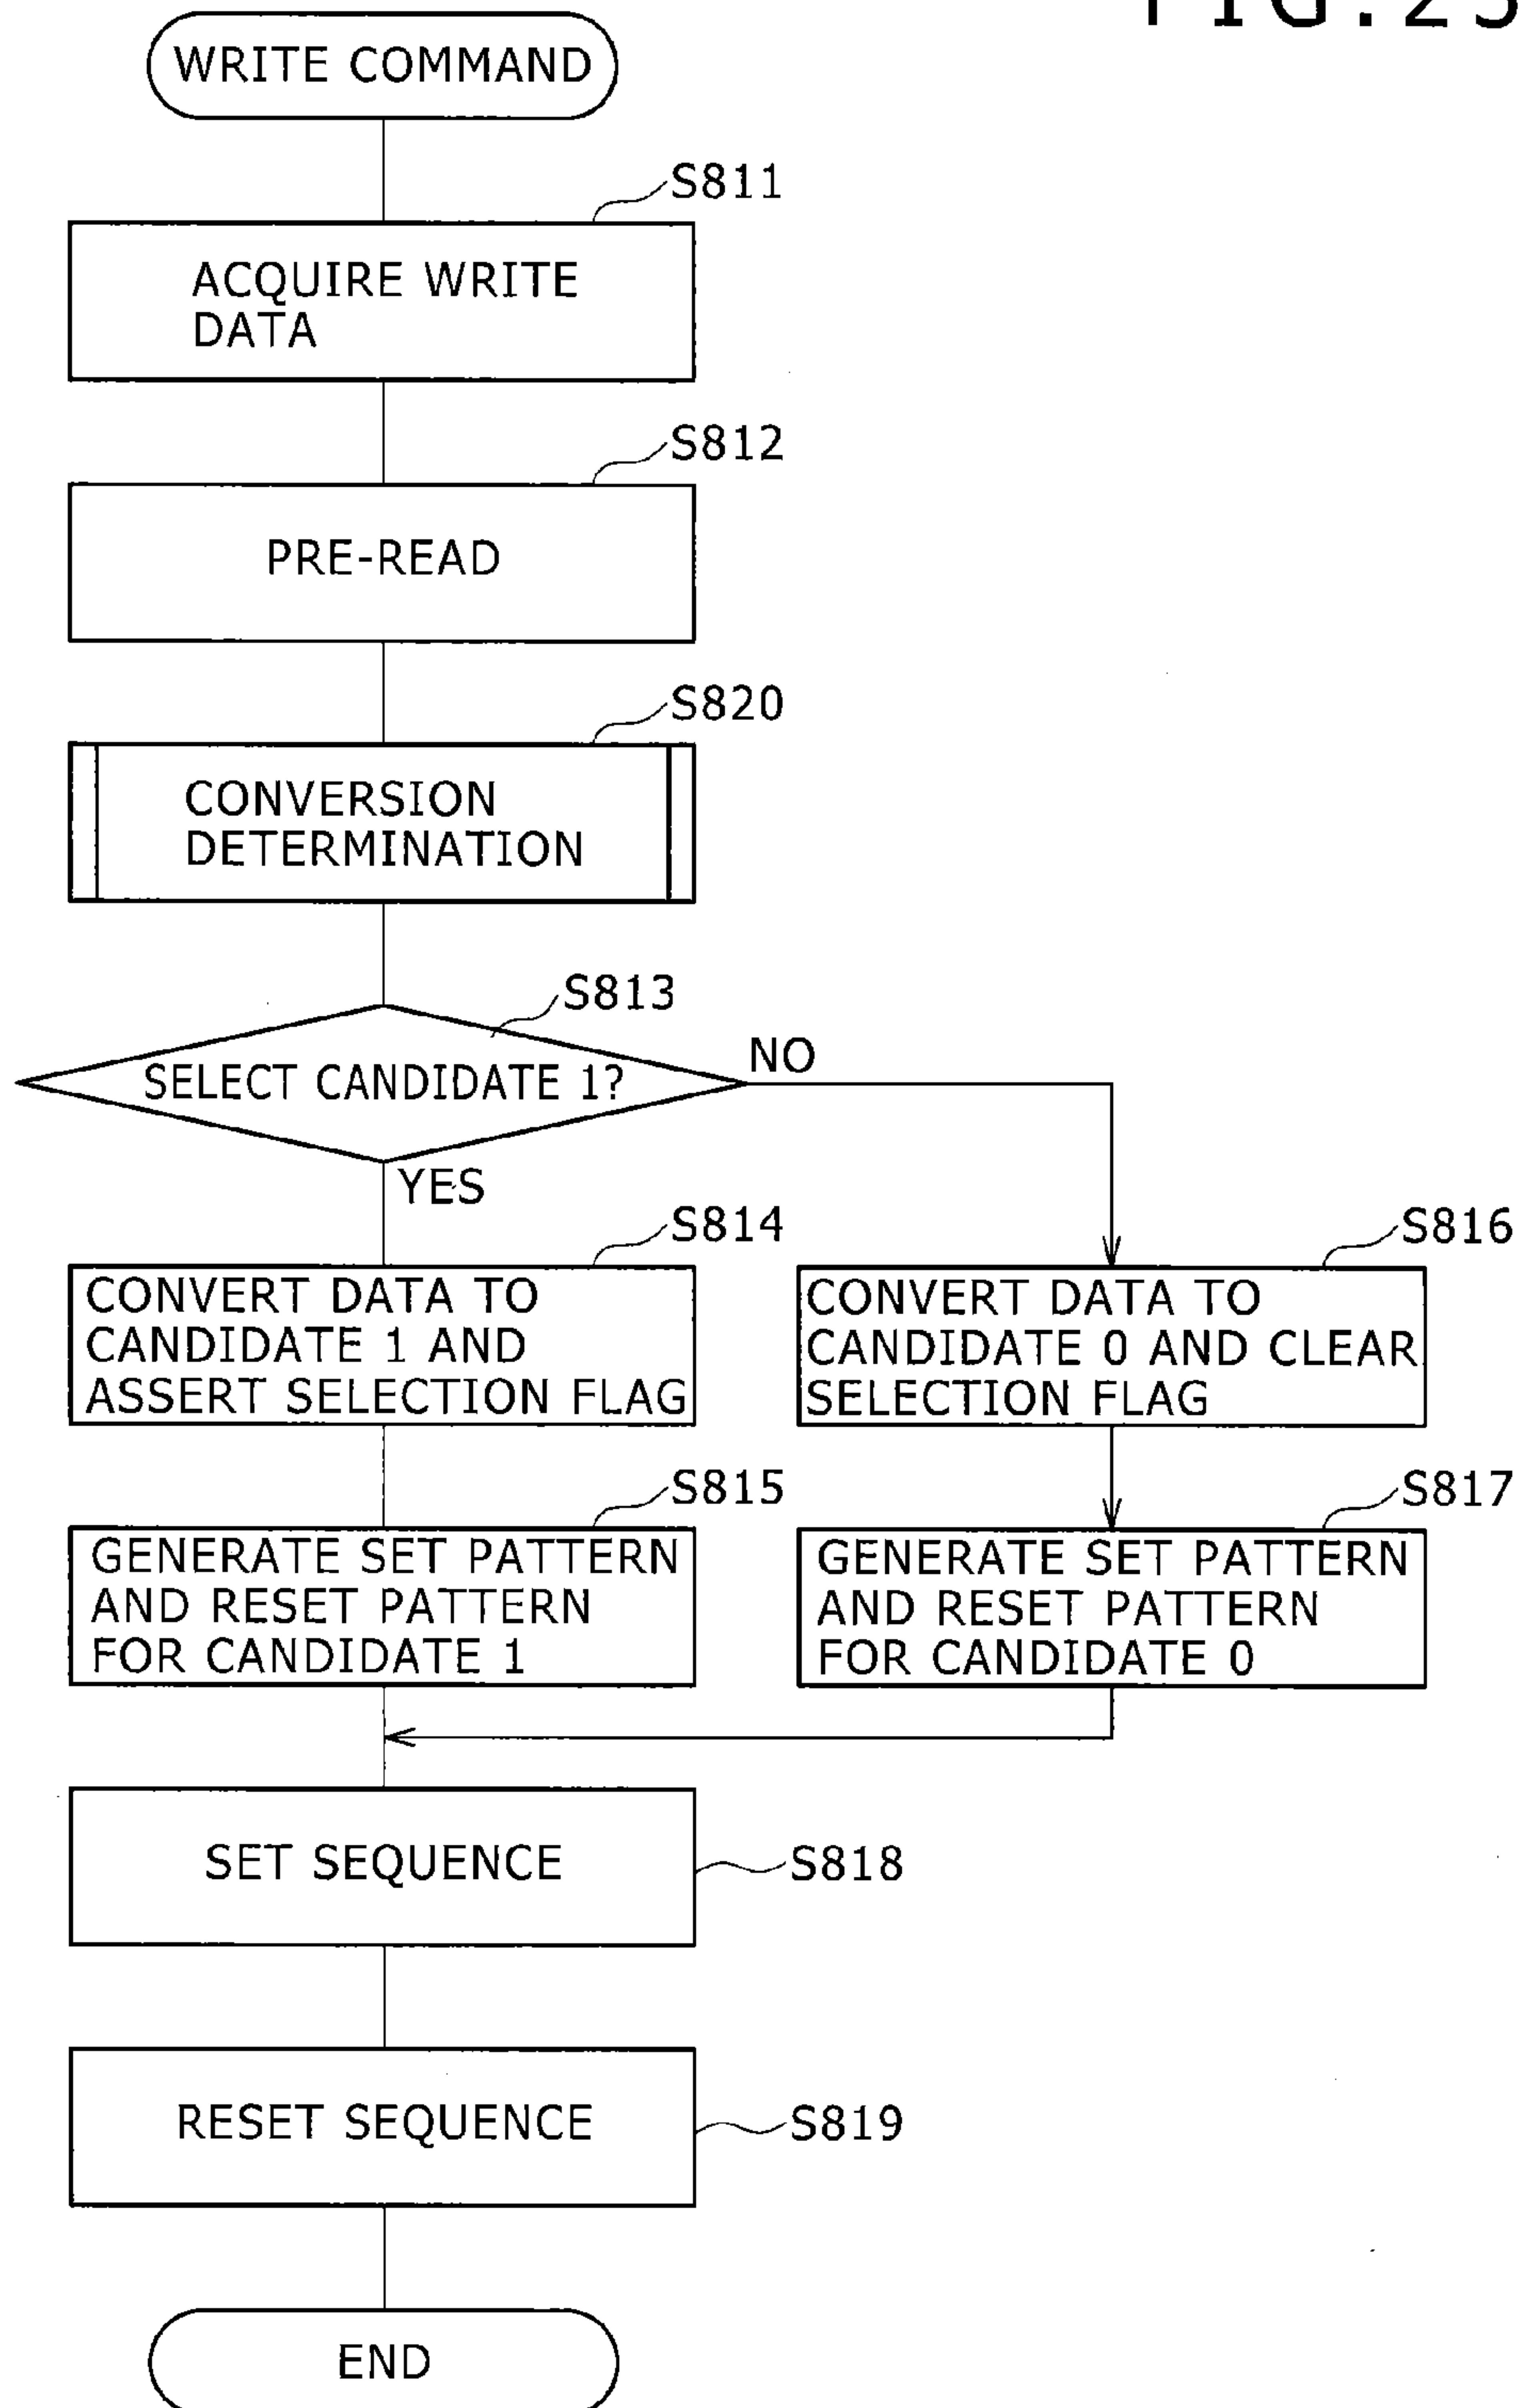 FIG.25
WRITE COMMAND
S811
ACQUIRE WRITE
DATA
S812
PRE-READ
S820
CONVERSION
DETERMINATION
S813
SELECT CANDIDATE 1?
NO
YES
S814
CONVERT DATA TO
CANDIDATE 1 AND
ASSERT SELECTION FLAG
S816
CONVERT DATA TO
CANDIDATE 0 AND CLEAR
SELECTION FLAG
S815
GENERATE SET PATTERN
AND RESET PATTERN
FOR CANDIDATE 1
S817
GENERATE SET PATTERN
AND RESET PATTERN
FOR CANDIDATE 0
SET SEQUENCE
S818
RESET SEQUENCE
S819
END